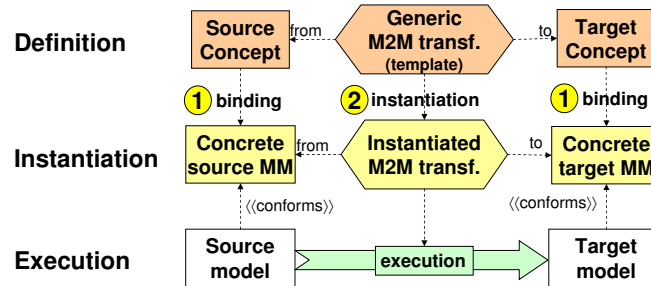 Definition
Source
Concept
from
Generic
M2M transf.
(template)
to
Target
Concept
1 binding
2 instantiation
1 binding
Instantiation
Concrete
source MM
from
Instantiated
M2M transf.
to
Concrete
target MM
⟨⟨conforms⟩⟩
⟨⟨conforms⟩⟩
Execution
Source
model
execution
Target
model